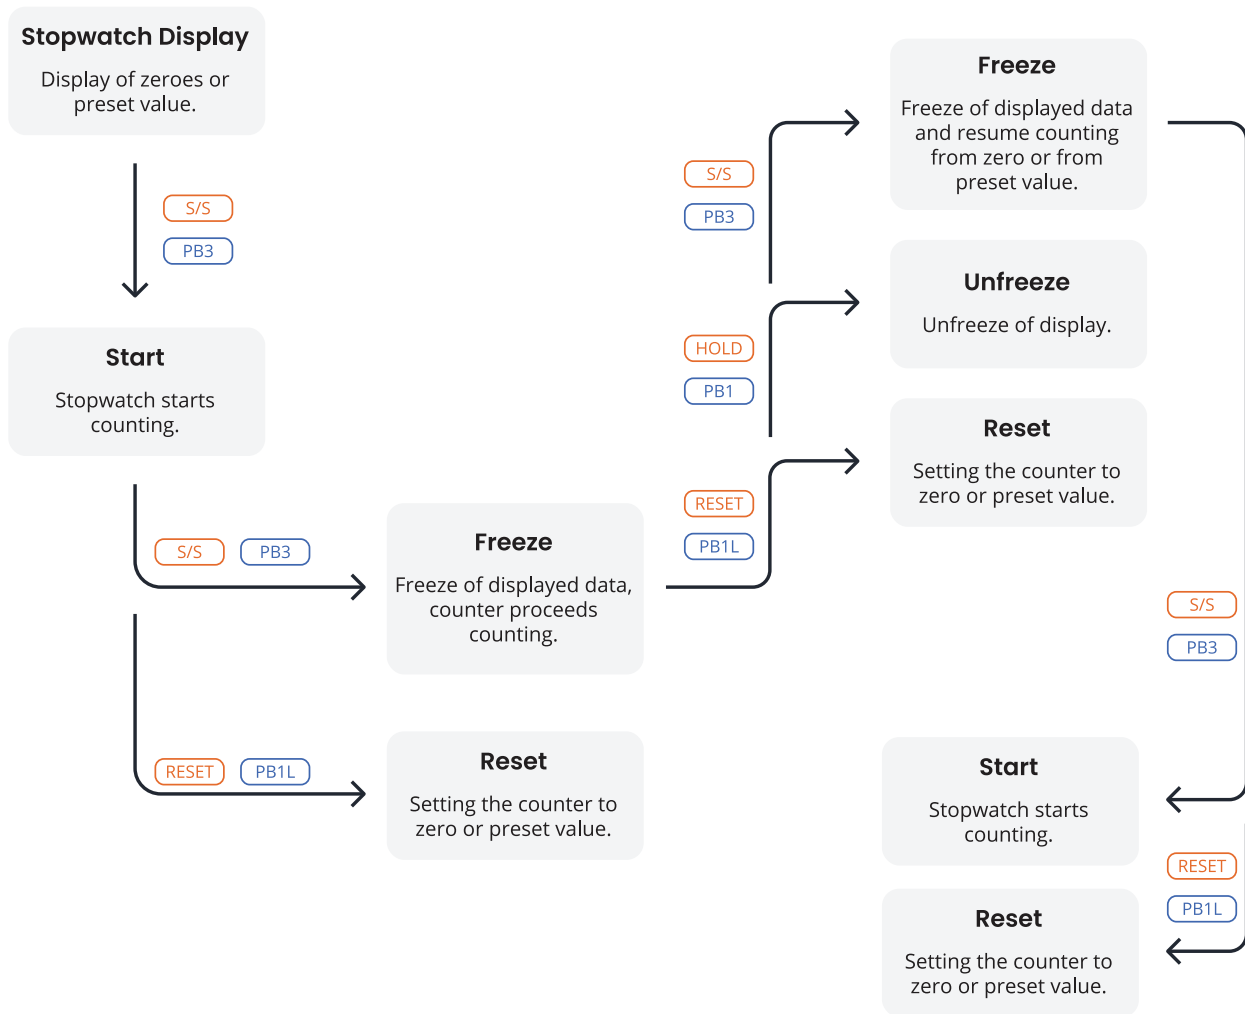 Stopwatch Display
Display of zeroes or
preset value.
S/S
PB3
Start
Stopwatch starts
counting.
S/S PB3
Freeze
Freeze of displayed data,
counter proceeds
counting.
RESET PB1L
Reset
Setting the counter to
zero or preset value.
S/S
PB3
Freeze
Freeze of displayed data
and resume counting
from zero or from
preset value.
HOLD
PB1
Unfreeze
Unfreeze of display.
RESET
PB1L
Reset
Setting the counter to
zero or preset value.
S/S
PB3
Start
Stopwatch starts
counting.
RESET
PB1L
Reset
Setting the counter to
zero or preset value.